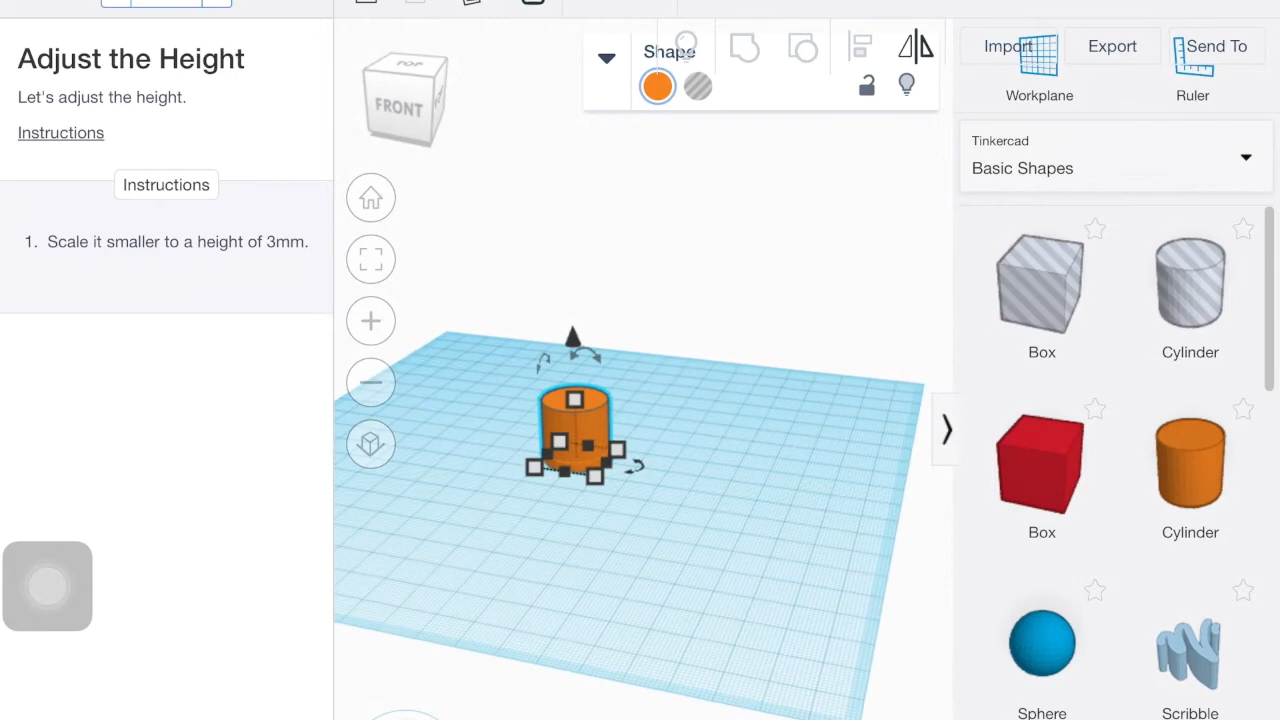 Adjust the Height
Let's adjust the height.
Instructions
Instructions
1. Scale it smaller to a height of 3mm.
TOP
FRONT
Shape
Import
Export
Send To
Workplane
Ruler
Tinkercad
Basic Shapes
Box
Cylinder
Box
Cylinder
Sphere
Scribble